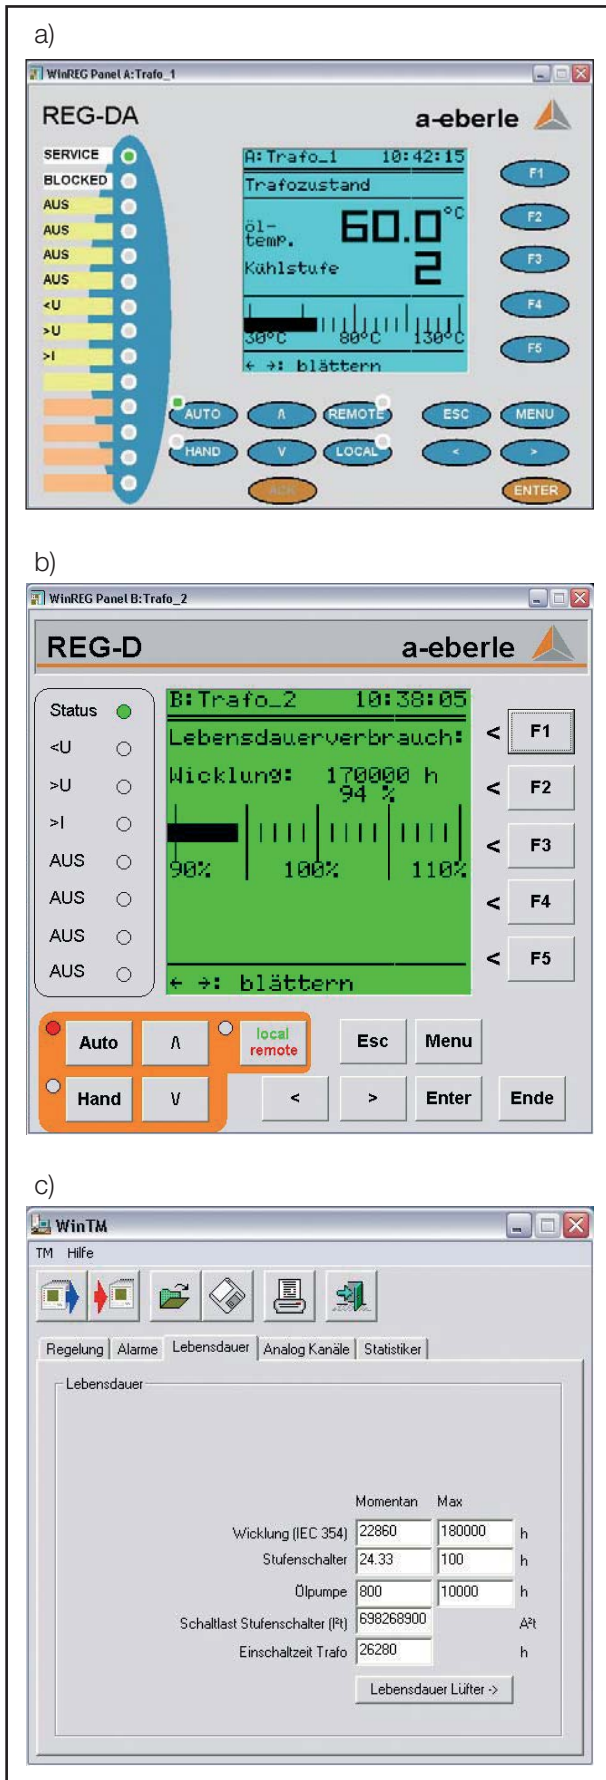 a)
WinREG Panel A:Trafo_1
REG-DA
a-eberle
SERVICE
BLOCKED
AUS
AUS
AUS
AUS
<U
>U
>I
A:Trafo_1 10:42:15
Trafozustand
öl-
temp. 60.0 °C
Kühlstufe 2
30°C 80°C 130°C
← →: blättern
F1
F2
F3
F4
F5
AUTO Λ REMOTE ESC MENU
HAND V LOCAL < >
ACK ENTER
b)
WinREG Panel B:Trafo_2
REG-D
a-eberle
Status
<U
>U
>I
AUS
AUS
AUS
AUS
B:Trafo_2 10:38:05
Lebensdauerverbrauch:
Wicklung: 170000 h
94 %
90% 100% 110%
← →: blättern
< F1
< F2
< F3
< F4
< F5
Auto Λ local
remote Esc Menu
Hand V < > Enter Ende
c)
WinTM
TM Hilfe
Regelung Alarme Lebensdauer Analog Kanäle Statistiker
Lebensdauer
Momentan Max
Wicklung (IEC 354) 22860 180000 h
Stufenschalter 24.33 100 h
Ölpumpe 800 10000 h
Schaltlast Stufenschalter (I²t) 698268900 A²t
Einschaltzeit Trafo 26280 h
Lebensdauer Lüfter ->